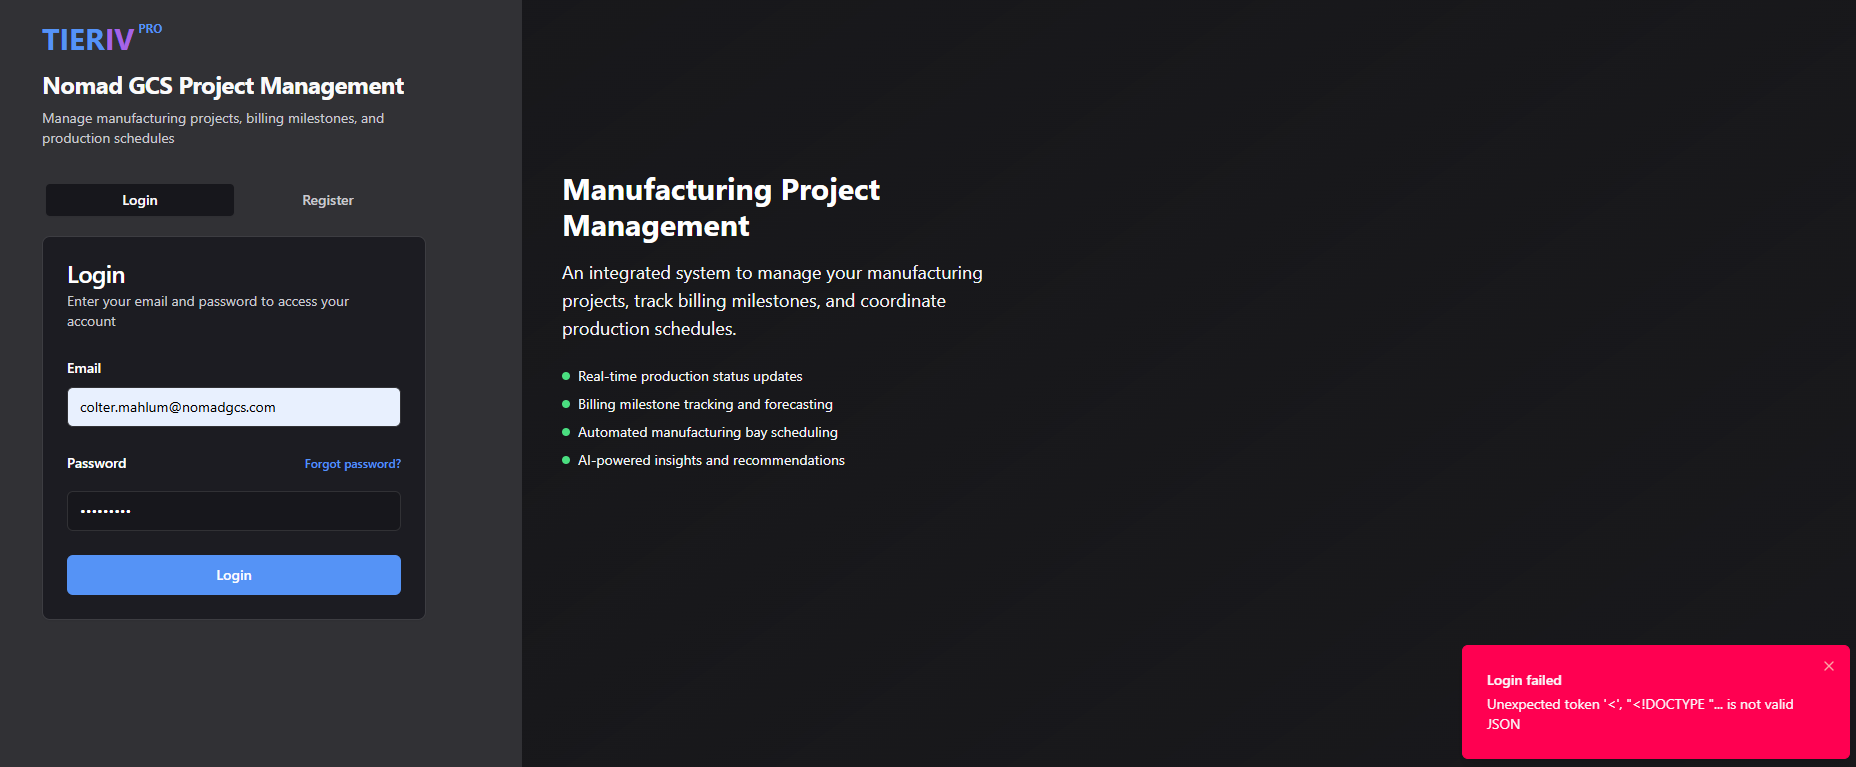 TIERIV PRO
Nomad GCS Project Management
Manage manufacturing projects, billing milestones, and
production schedules
Login
Register
Login
Enter your email and password to access your
account
Email
colter.mahlum@nomadgcs.com
Password
Forgot password?
•••••••••
Login
Manufacturing Project
Management
An integrated system to manage your manufacturing
projects, track billing milestones, and coordinate
production schedules.
Real-time production status updates
Billing milestone tracking and forecasting
Automated manufacturing bay scheduling
AI-powered insights and recommendations
Login failed
Unexpected token '<', "<!DOCTYPE "... is not valid
JSON